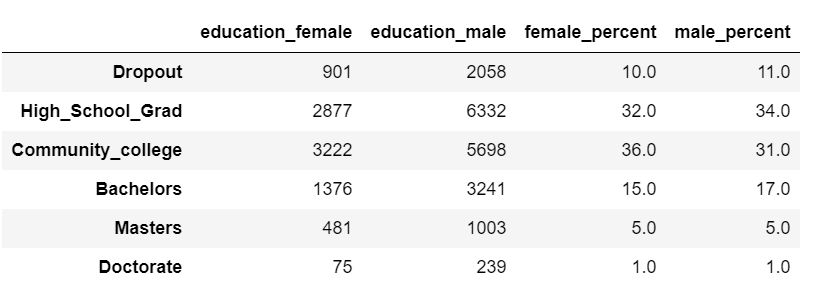 education_female education_male female_percent male_percent
Dropout 901 2058 10.0 11.0
High_School_Grad 2877 6332 32.0 34.0
Community_college 3222 5698 36.0 31.0
Bachelors 1376 3241 15.0 17.0
Masters 481 1003 5.0 5.0
Doctorate 75 239 1.0 1.0